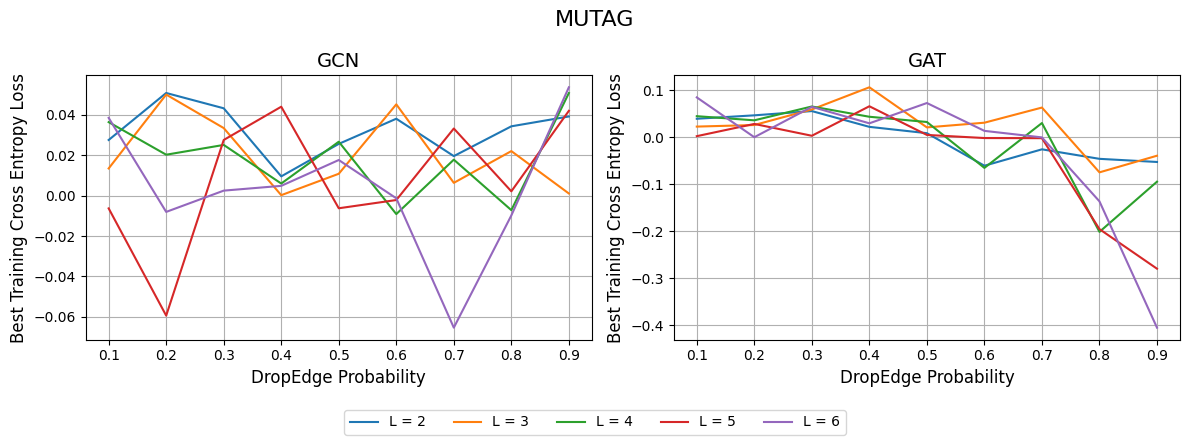 MUTAG
GCN
Best Training Cross Entropy Loss
0.04
0.02
0.00
−0.02
−0.04
−0.06
0.1 0.2 0.3 0.4 0.5 0.6 0.7 0.8 0.9
DropEdge Probability
GAT
Best Training Cross Entropy Loss
0.1
0.0
−0.1
−0.2
−0.3
−0.4
0.1 0.2 0.3 0.4 0.5 0.6 0.7 0.8 0.9
DropEdge Probability
L = 2 L = 3 L = 4 L = 5 L = 6